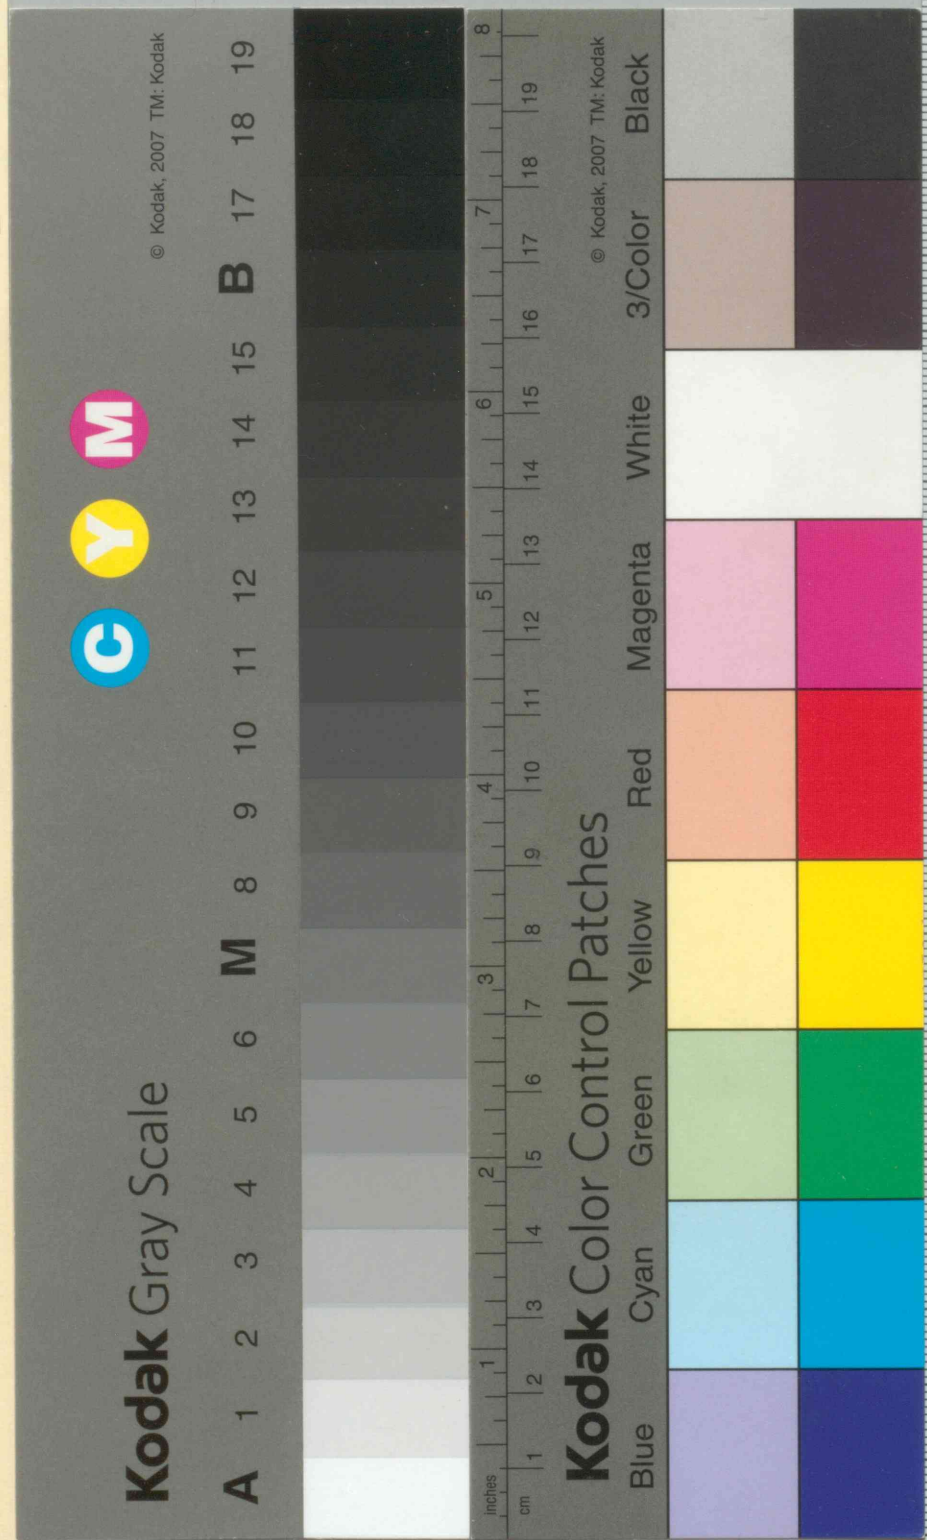 Kodak Gray Scale
C Y M
© Kodak, 2007 TM: Kodak
A 1 2 3 4 5 6 M 8 9 10 11 12 13 14 15 B 17 18 19
inches 1 2 3 4 5 6 7 8
cm 1 2 3 4 5 6 7 8 9 10 11 12 13 14 15 16 17 18 19
Kodak Color Control Patches
© Kodak, 2007 TM: Kodak
Blue Cyan Green Yellow Red Magenta White 3/Color Black